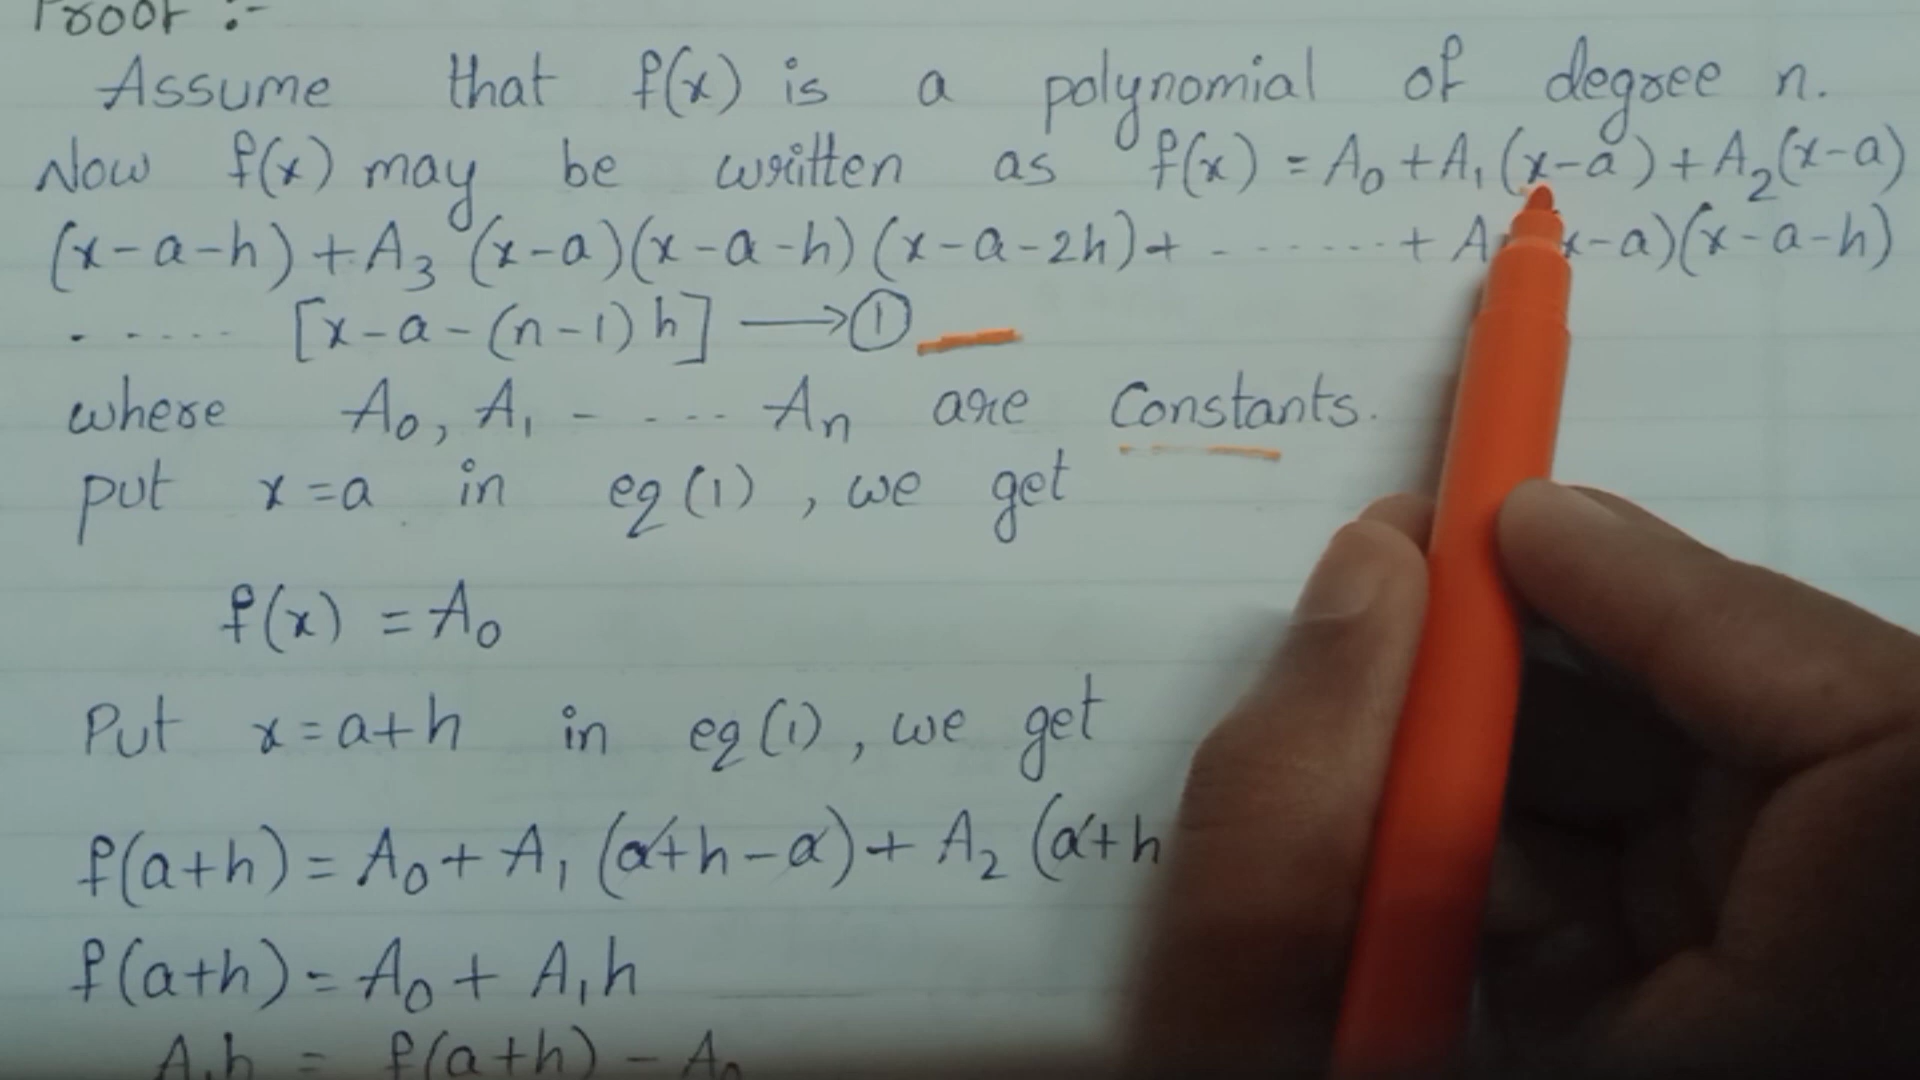 Proof :-
Assume that f(x) is a polynomial of degree n.
Now f(x) may be written as f(x) = A₀ + A₁ (x-a) + A₂ (x-a)
(x-a-h) + A₃ (x-a)(x-a-h)(x-a-2h) + ....... + A (x-a)(x-a-h)
...... [x-a-(n-1)h] ⟶ ①
where A₀, A₁ - .... Aₙ are Constants.
put x = a in eq (1) , we get
f(x) = A₀
Put x = a+h in eq (1) , we get
f(a+h) = A₀ + A₁ (a+h-a) + A₂ (a+h
f(a+h) = A₀ + A₁h
A₁h = f(a+h) - A₀